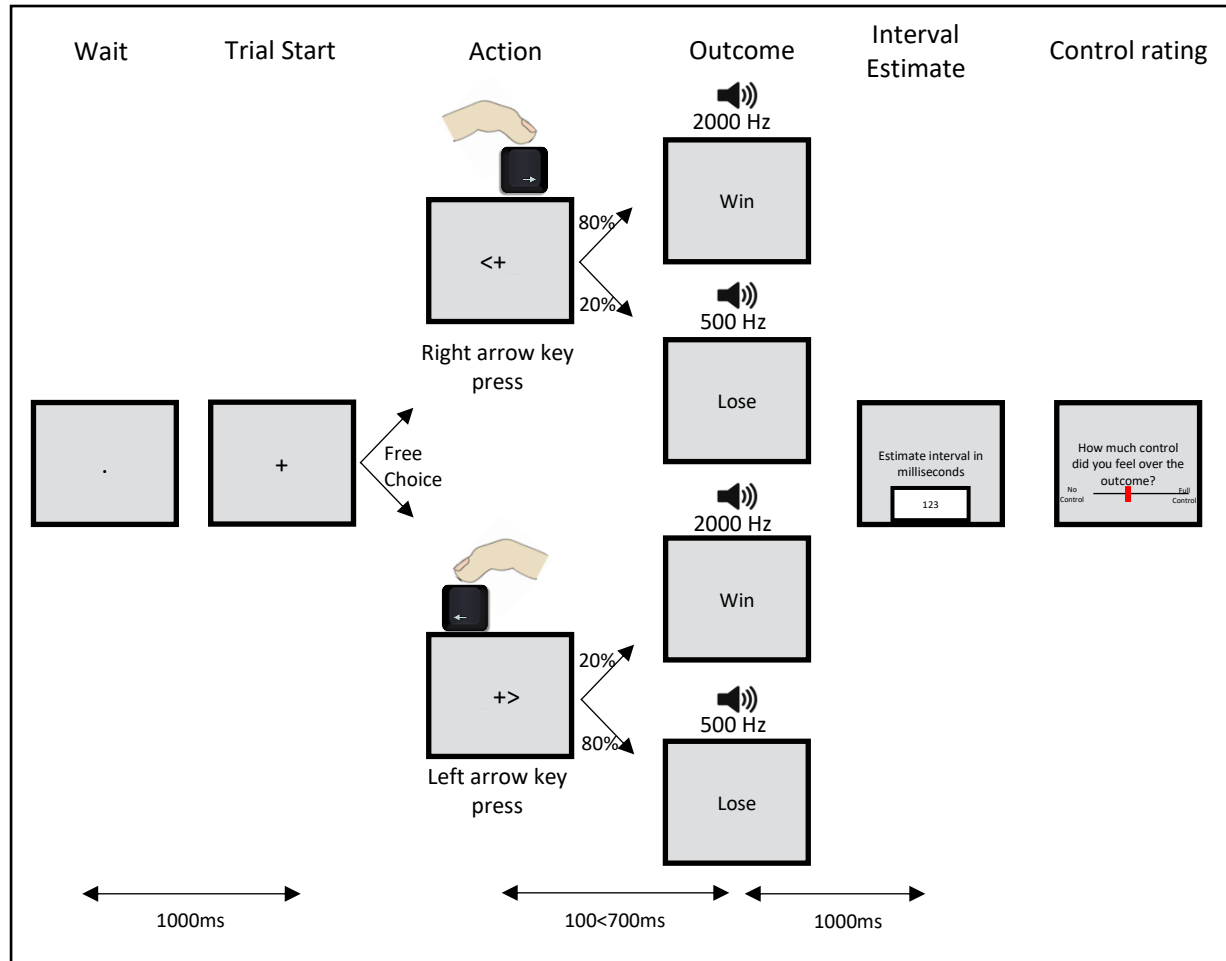 Wait
Trial Start
Action
Outcome
Interval
Estimate
Control rating
.
+
Free
Choice
→
<+
Right arrow key
press
80%
20%
2000 Hz
Win
500 Hz
Lose
←
+>
Left arrow key
press
20%
80%
2000 Hz
Win
500 Hz
Lose
Estimate interval in
milliseconds
123
How much control
did you feel over the
outcome?
No
Control
Full
Control
1000ms
100<700ms
1000ms